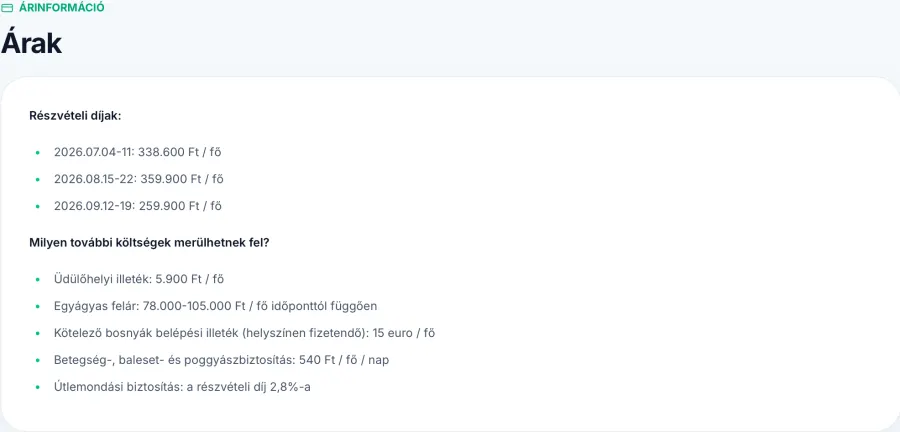 ÁRINFORMÁCIÓ
Árak
Részvételi díjak:
2026.07.04-11: 338.600 Ft / fő
2026.08.15-22: 359.900 Ft / fő
2026.09.12-19: 259.900 Ft / fő
Milyen további költségek merülhetnek fel?
Üdülőhelyi illeték: 5.900 Ft / fő
Egyágyas felár: 78.000-105.000 Ft / fő időponttól függően
Kötelező bosnyák belépési illeték (helyszínen fizetendő): 15 euro / fő
Betegség-, baleset- és poggyászbiztosítás: 540 Ft / fő / nap
Útlemondási biztosítás: a részvételi díj 2,8%-a